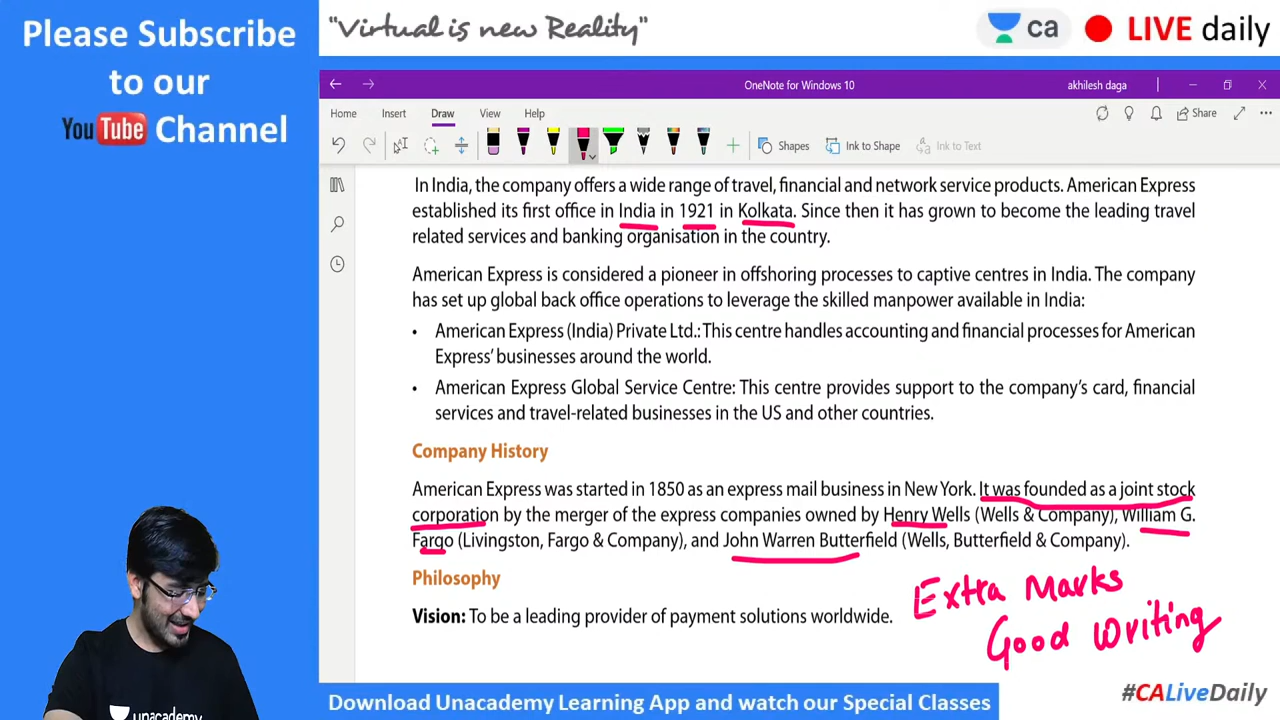 Please Subscribe
to our
YouTube Channel
"Virtual is new Reality"
ca
LIVE daily
OneNote for Windows 10
akhilesh daga
Home Insert Draw View Help
Share
Shapes
Ink to Shape
Ink to Text
In India, the company offers a wide range of travel, financial and network service products. American Express
established its first office in India in 1921 in Kolkata. Since then it has grown to become the leading travel
related services and banking organisation in the country.
American Express is considered a pioneer in offshoring processes to captive centres in India. The company
has set up global back office operations to leverage the skilled manpower available in India:
• American Express (India) Private Ltd.: This centre handles accounting and financial processes for American
Express' businesses around the world.
• American Express Global Service Centre: This centre provides support to the company's card, financial
services and travel-related businesses in the US and other countries.
Company History
American Express was started in 1850 as an express mail business in New York. It was founded as a joint stock
corporation by the merger of the express companies owned by Henry Wells (Wells & Company), William G.
Fargo (Livingston, Fargo & Company), and John Warren Butterfield (Wells, Butterfield & Company).
Philosophy
Vision: To be a leading provider of payment solutions worldwide.
Extra Marks
Good Writing
unacademy
#CALiveDaily
Download Unacademy Learning App and watch our Special Classes